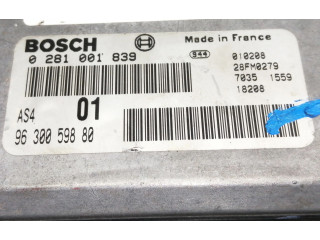 BOSCH
Made in France
0 281 001 839
S44
010208
28FM0279
7035 1559
18208
AS4 01
96 300 598 80